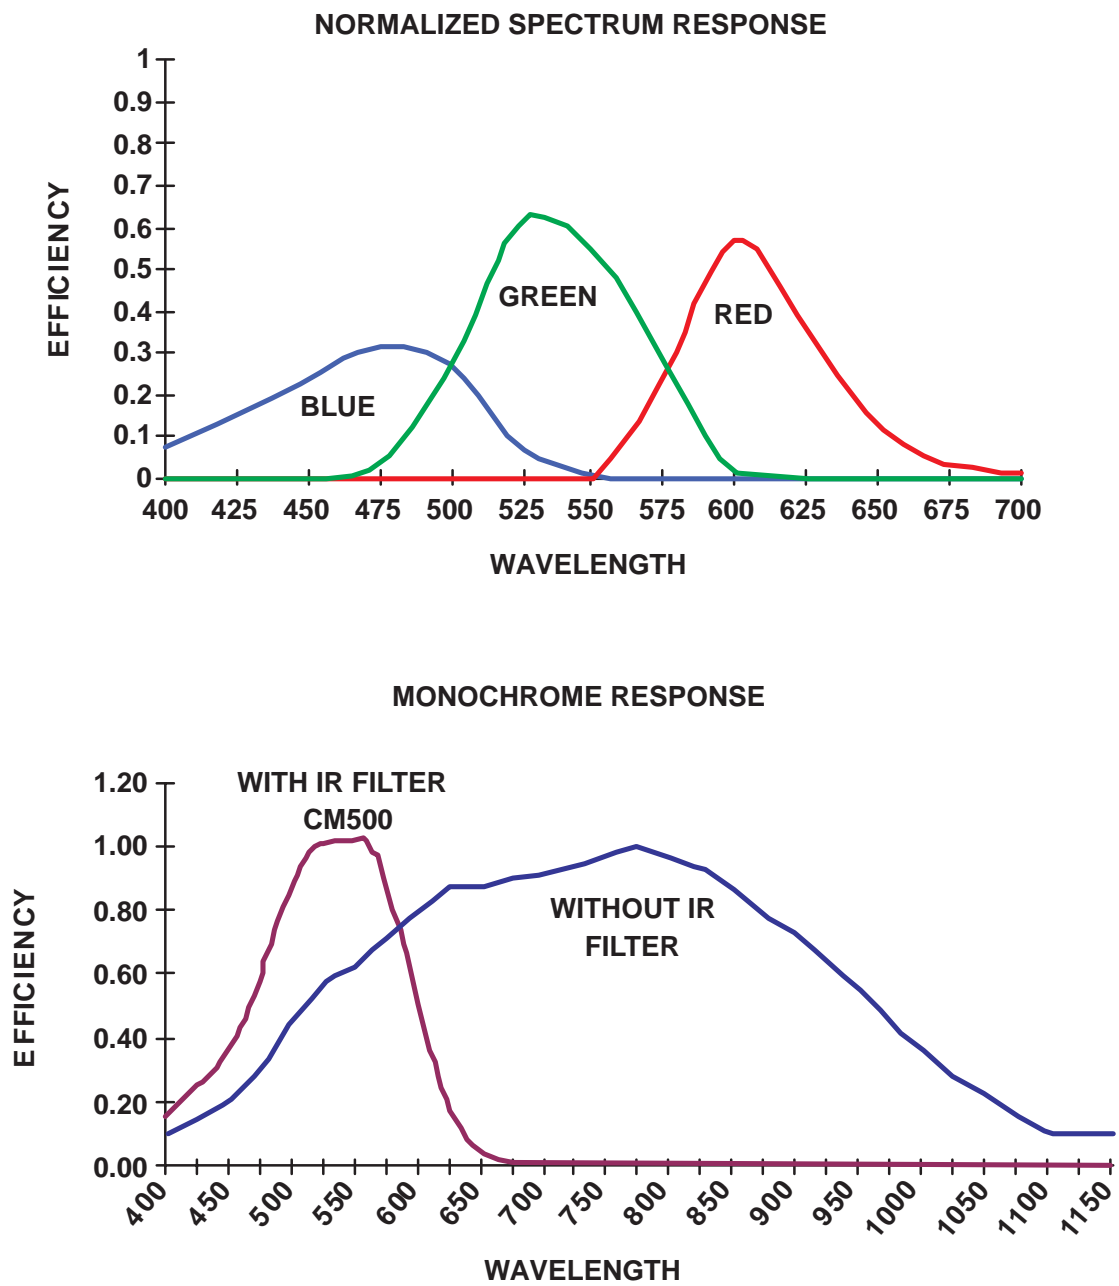 NORMALIZED SPECTRUM RESPONSE
1
0.9
0.8
0.7
0.6
0.5
0.4
0.3
0.2
0.1
0
EFFICIENCY
GREEN
RED
BLUE
400 425 450 475 500 525 550 575 600 625 650 675 700
WAVELENGTH
MONOCHROME RESPONSE
1.20
1.00
0.80
0.60
0.40
0.20
0.00
EFFICIENCY
WITH IR FILTER
CM500
WITHOUT IR
FILTER
400 450 500 550 600 650 700 750 800 850 900 950 1000 1050 1100 1150
WAVELENGTH